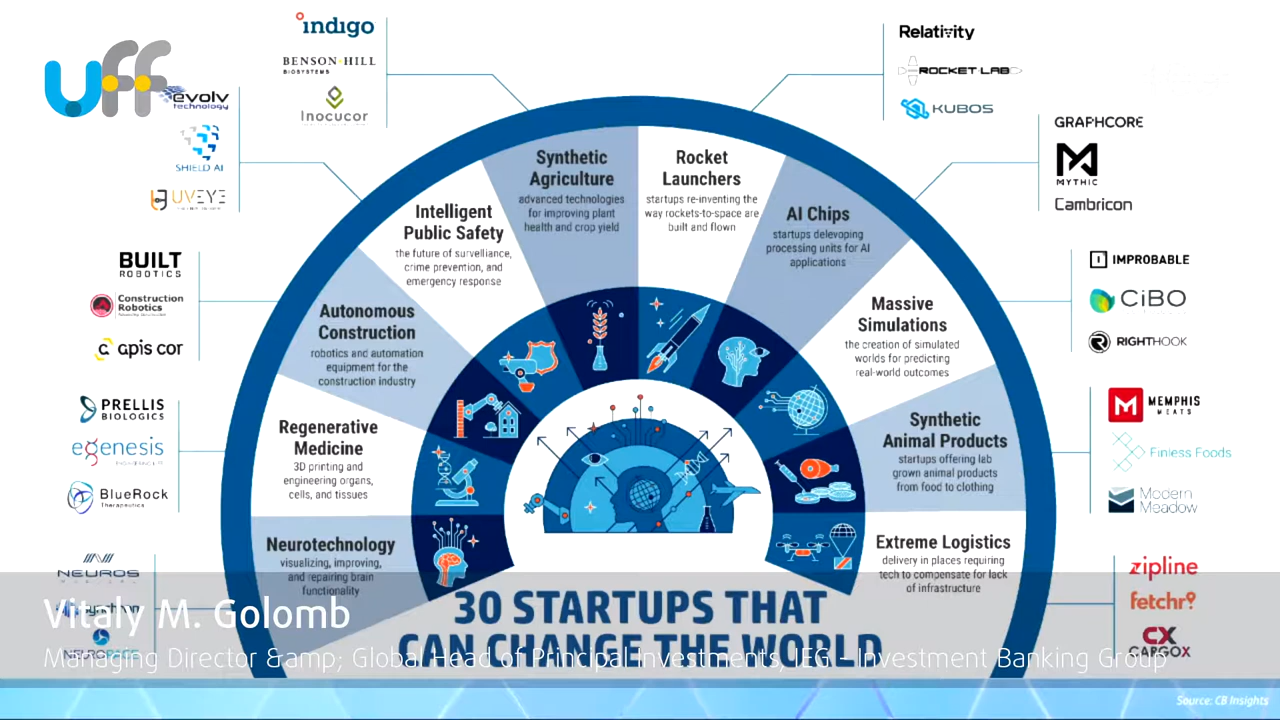 uff
indigo
BENSON HILL
BIOSYSTEMS
Inocucor
evolv
technology
SHIELD AI
UVEYE
BUILT
ROBOTICS
Construction
Robotics
apis cor
PRELLIS
BIOLOGICS
egenesis
BlueRock
Therapeutics
NEUROS
Relativity
ROCKET LAB
KUBOS
GRAPHCORE
MYTHIC
Cambricon
IMPROBABLE
CiBO
RIGHTHOOK
MEMPHIS
MEATS
Finless Foods
Modern
Meadow
zipline
fetchr
CX
CARGOX
Neurotechnology
visualizing, improving,
and repairing brain
functionality
Regenerative
Medicine
3D printing and
engineering organs,
cells, and tissues
Autonomous
Construction
robotics and automation
equipment for the
construction industry
Intelligent
Public Safety
the future of survelliance,
crime prevention, and
emergency response
Synthetic
Agriculture
advanced technologies
for improving plant
health and crop yield
Rocket
Launchers
startups re-inventing the
way rockets-to-space are
built and flown
AI Chips
startups delevoping
processing units for AI
applications
Massive
Simulations
the creation of simulated
worlds for predicting
real-world outcomes
Synthetic
Animal Products
startups offering lab
grown animal products
from food to clothing
Extreme Logistics
delivery in places requiring
tech to compensate for lack
of infrastructure
30 STARTUPS THAT
CAN CHANGE THE WORLD
Vitaly M. Golomb
Managing Director &amp; Global Head of Principal Investments, IEG - Investment Banking Group
Source: CB Insights